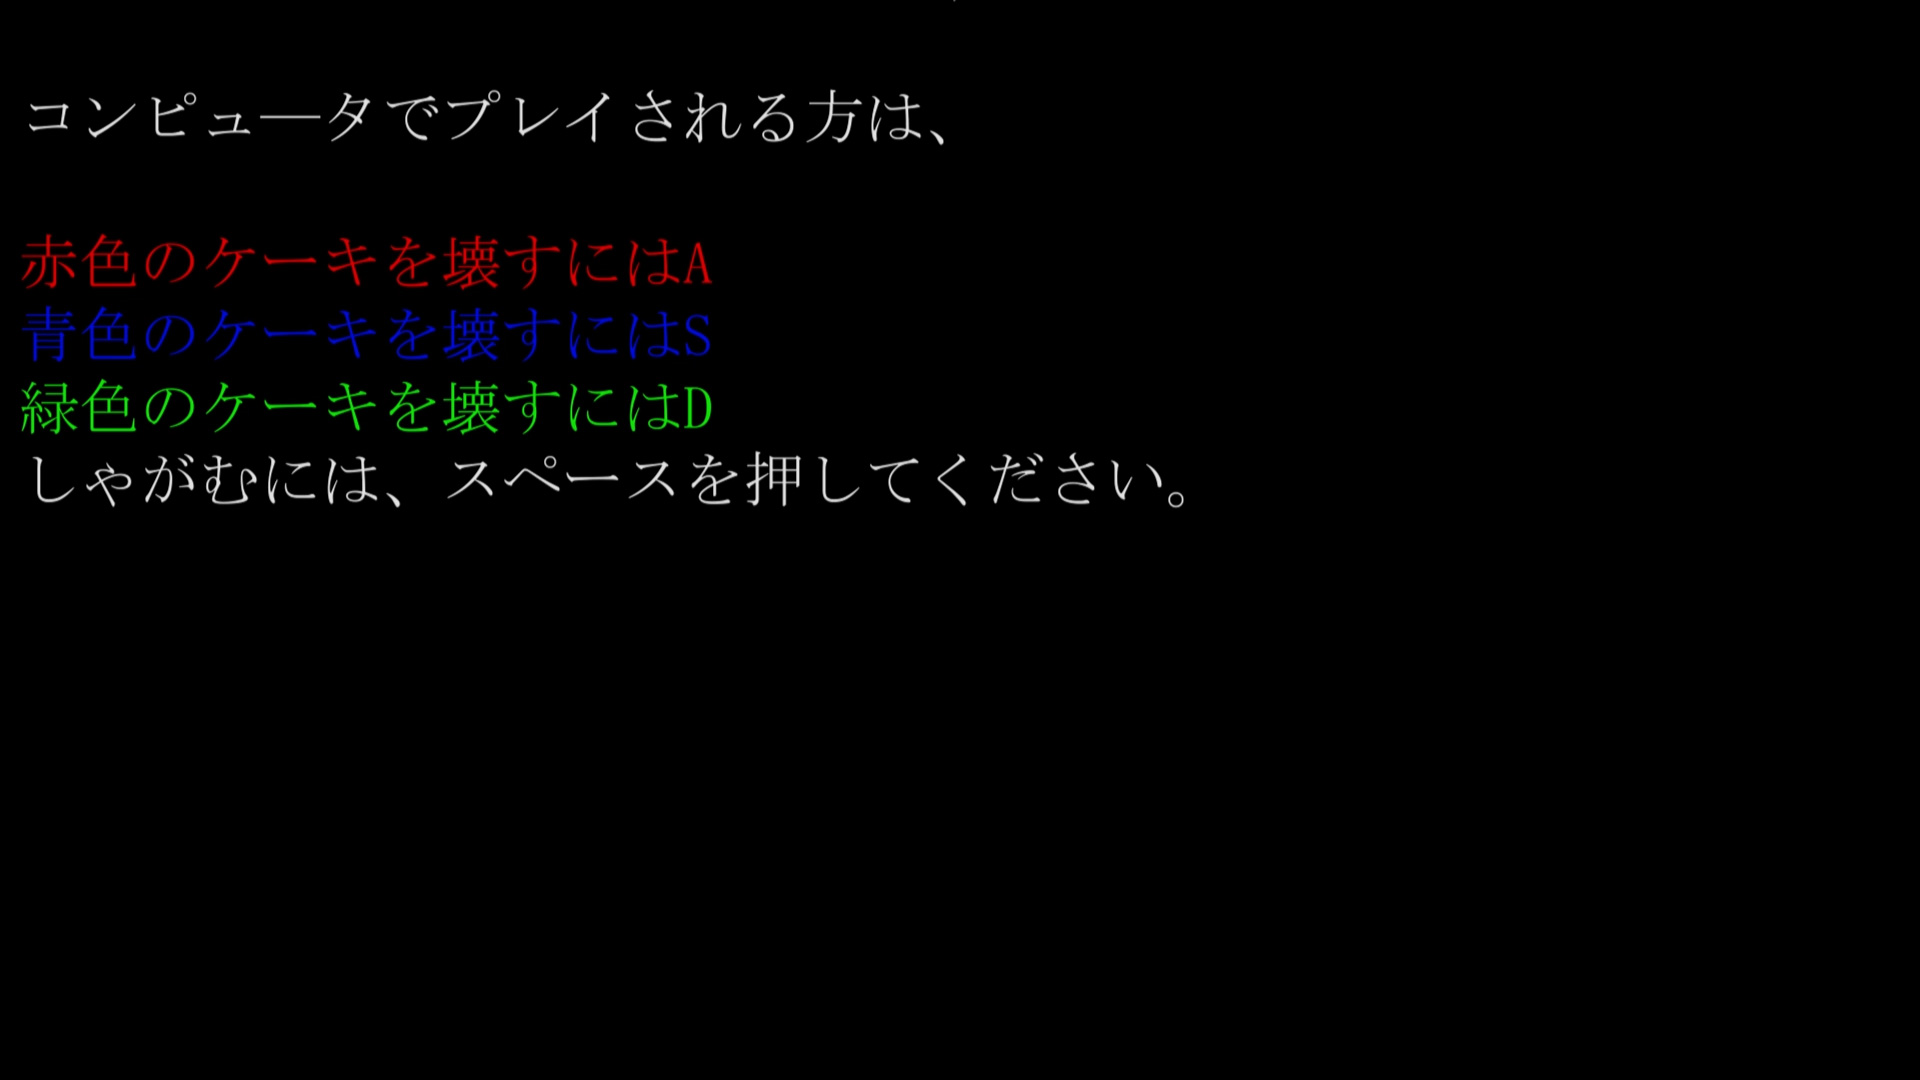 コンピュ―タでプレイされる方は、
赤色のケーキを壊すにはA
青色のケーキを壊すにはS
緑色のケーキを壊すにはD
しゃがむには、スペースを押してください。